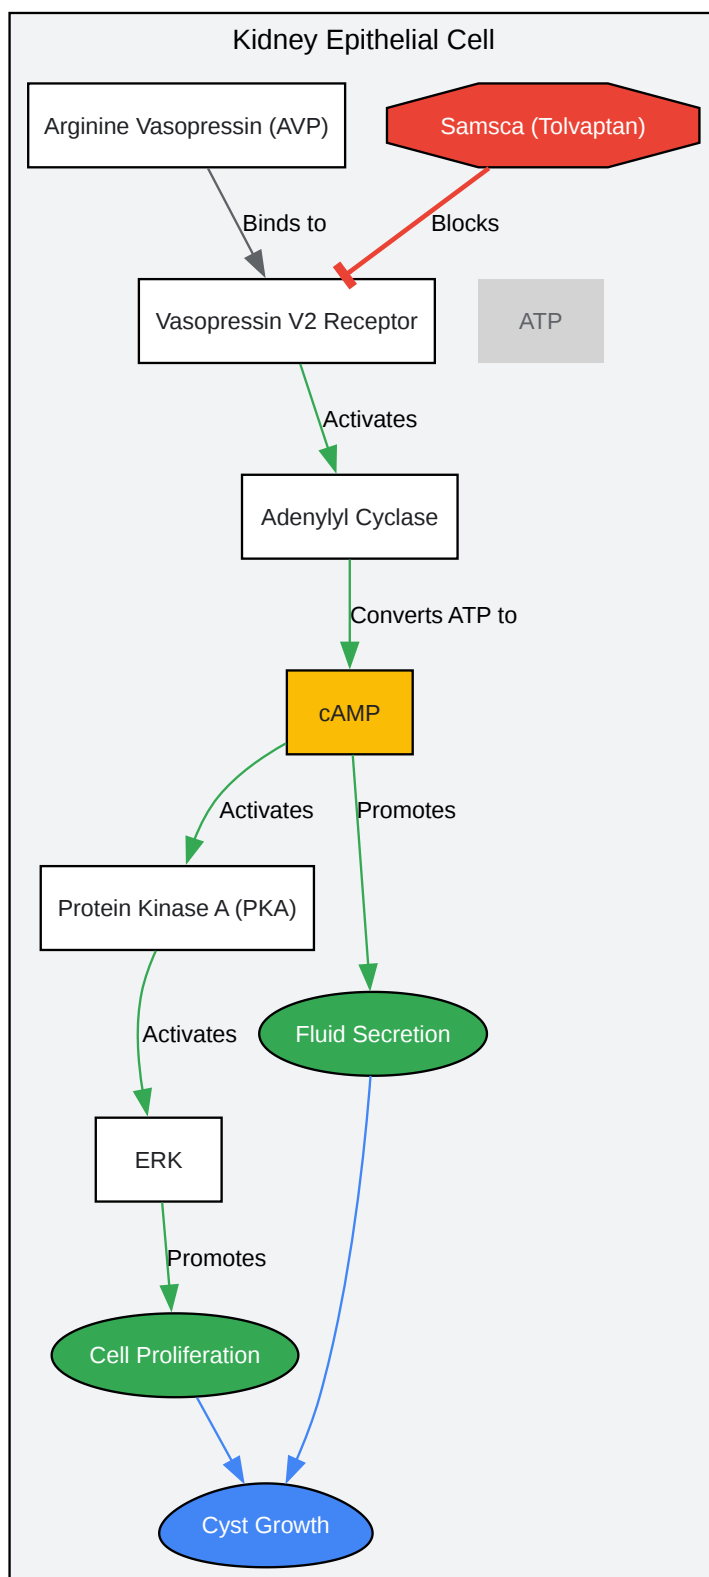 Kidney Epithelial Cell
Arginine Vasopressin (AVP)
Samsca (Tolvaptan)
Binds to
Blocks
Vasopressin V2 Receptor
ATP
Activates
Adenylyl Cyclase
Converts ATP to
cAMP
Activates
Promotes
Protein Kinase A (PKA)
Activates
Fluid Secretion
ERK
Promotes
Cell Proliferation
Cyst Growth